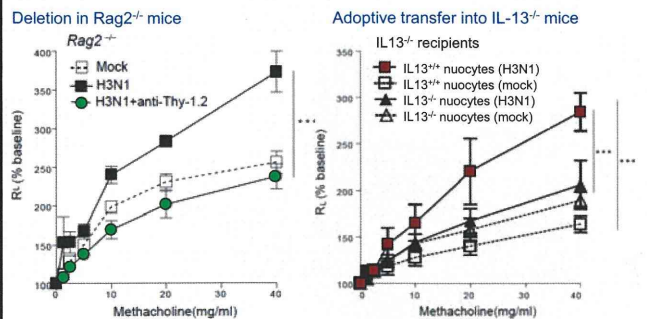 Deletion in Rag2-/- mice
Rag2-/-
Mock
H3N1
H3N1+anti-Thy-1.2
RL (% baseline)
400
350
300
250
200
150
100
0
10
20
30
40
Methacholine(mg/ml)
***
Adoptive transfer into IL-13-/- mice
IL13-/- recipients
IL13+/+ nuocytes (H3N1)
IL13+/+ nuocytes (mock)
IL13-/- nuocytes (H3N1)
IL13-/- nuocytes (mock)
RL (% baseline)
350
300
250
200
150
100
0
10
20
30
40
Methacholine(mg/ml)
***
***